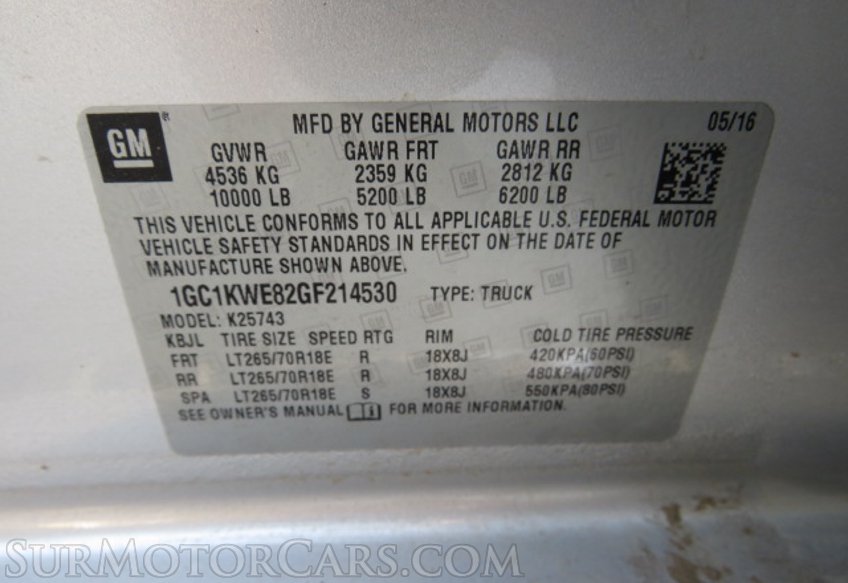 GM
MFD BY GENERAL MOTORS LLC 05/16
GVWR GAWR FRT GAWR RR
4536 KG 2359 KG 2812 KG
10000 LB 5200 LB 6200 LB
THIS VEHICLE CONFORMS TO ALL APPLICABLE U.S. FEDERAL MOTOR
VEHICLE SAFETY STANDARDS IN EFFECT ON THE DATE OF
MANUFACTURE SHOWN ABOVE.
1GC1KWE82GF214530 TYPE: TRUCK
MODEL: K25743
KBJL TIRE SIZE SPEED RTG RIM COLD TIRE PRESSURE
FRT LT265/70R18E R 18X8J 420KPA(60PSI)
RR LT265/70R18E R 18X8J 480KPA(70PSI)
SPA LT265/70R18E S 18X8J 550KPA(80PSI)
SEE OWNER'S MANUAL FOR MORE INFORMATION.
SURMOTORCARS.COM